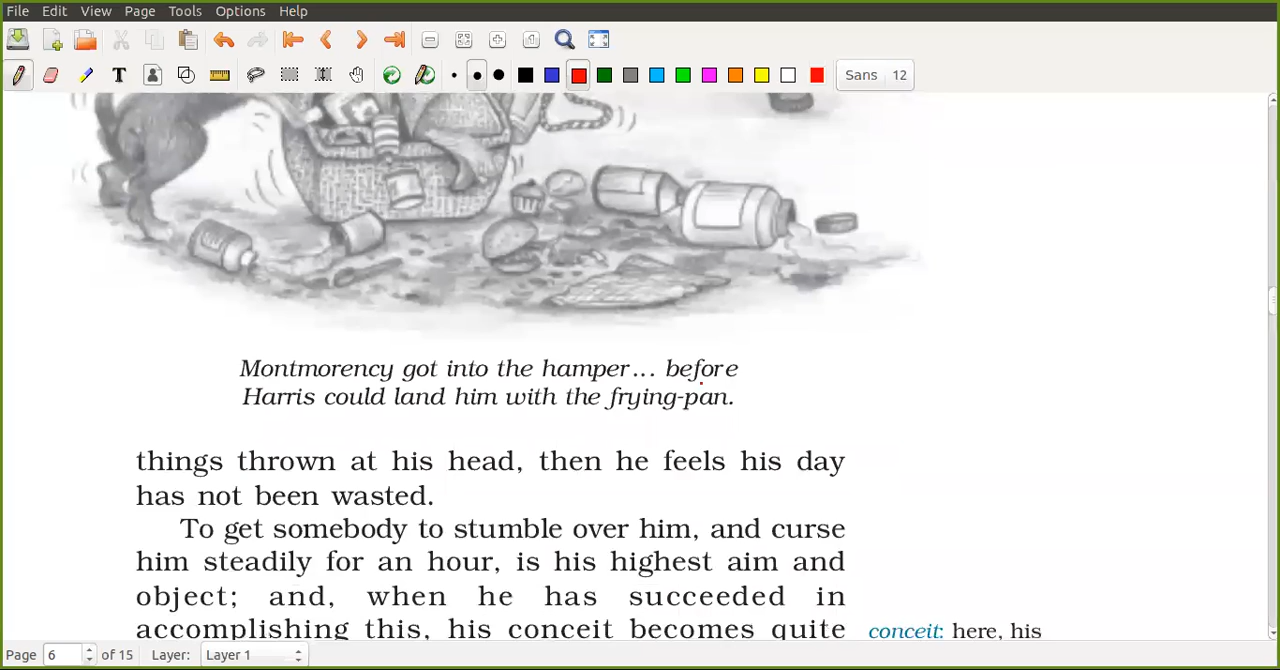 File Edit View Page Tools Options Help
Sans 12
Montmorency got into the hamper... before
Harris could land him with the frying-pan.
things thrown at his head, then he feels his day
has not been wasted.
To get somebody to stumble over him, and curse
him steadily for an hour, is his highest aim and
object; and, when he has succeeded in
accomplishing this, his conceit becomes quite
conceit: here, his
Page 6 of 15 Layer: Layer 1